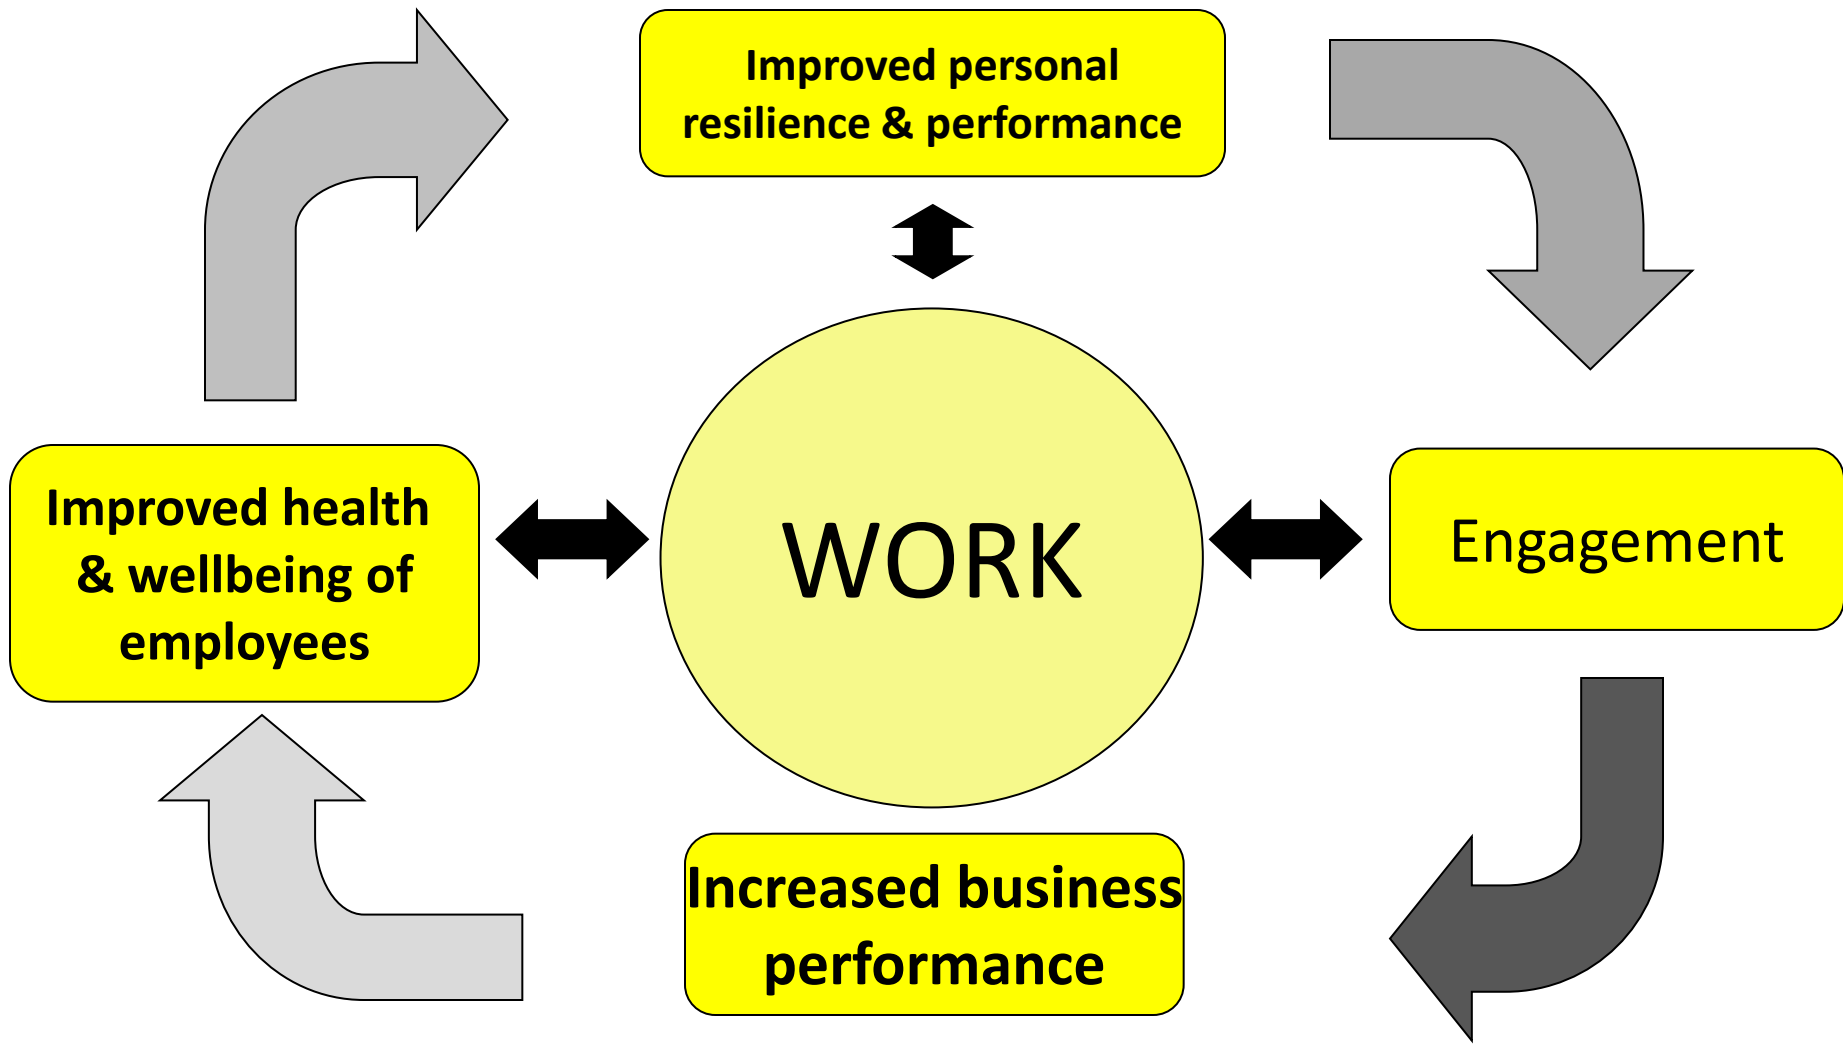 Improved personal
resilience & performance
Improved health
& wellbeing of
employees
WORK
Engagement
Increased business
performance